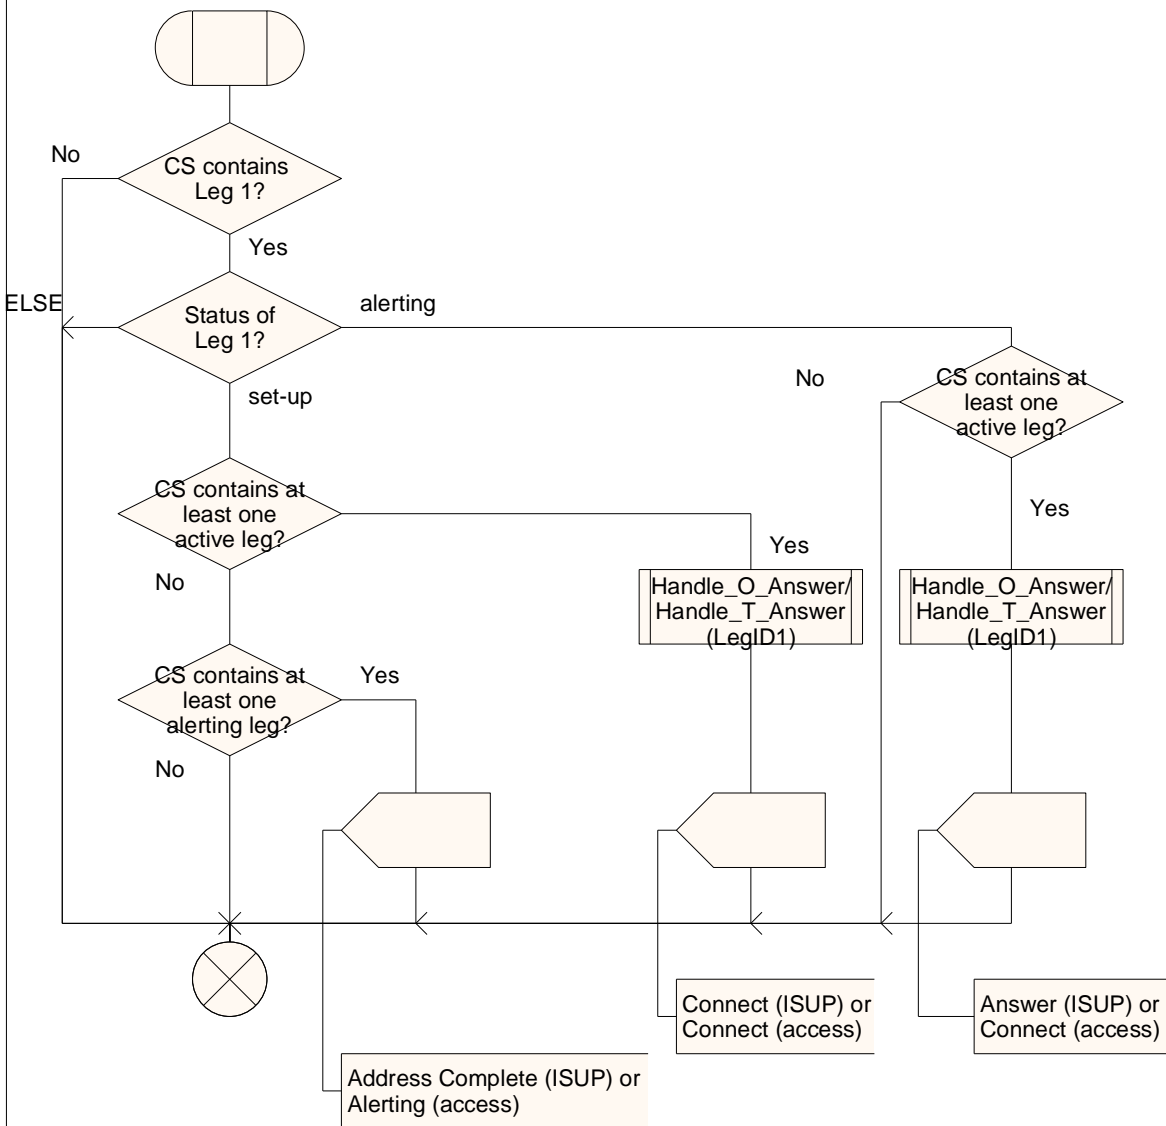 No
CS contains
Leg 1?
Yes
ELSE
Status of
Leg 1?
alerting
set-up
No
CS contains at
least one
active leg?
CS contains at
least one
active leg?
Yes
Yes
No
Handle_O_Answer/
Handle_T_Answer
(LegID1)
Handle_O_Answer/
Handle_T_Answer
(LegID1)
CS contains at
least one
alerting leg?
Yes
No
Connect (ISUP) or
Connect (access)
Answer (ISUP) or
Connect (access)
Address Complete (ISUP) or
Alerting (access)